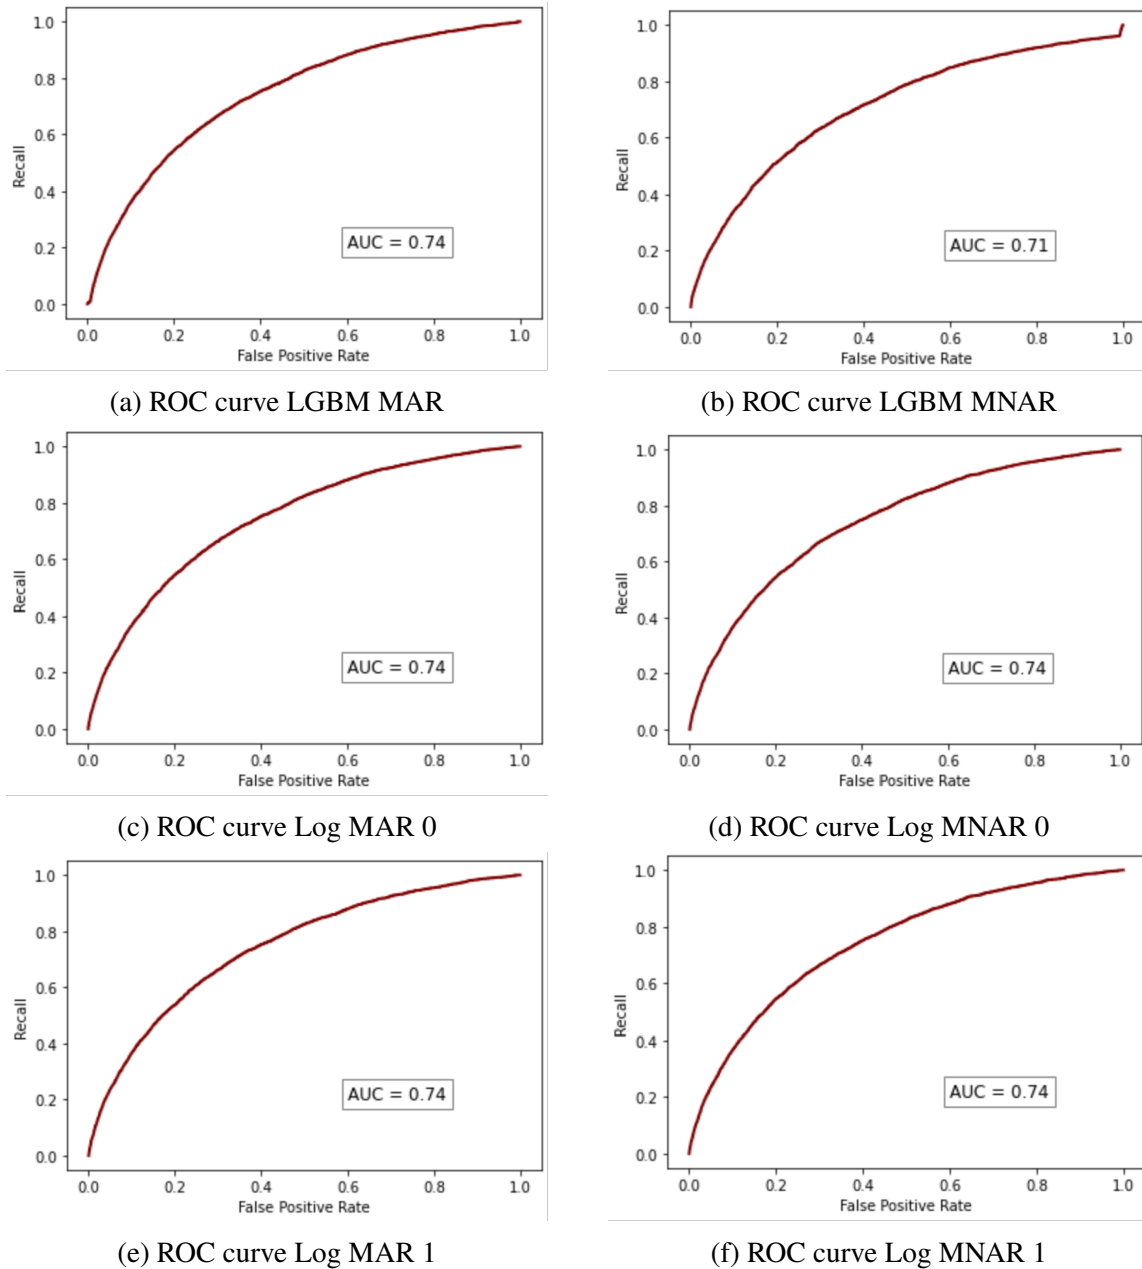 1.0
0.8
0.6
0.4
0.2
0.0
Recall
AUC = 0.74
0.0 0.2 0.4 0.6 0.8 1.0
False Positive Rate
(a) ROC curve LGBM MAR
1.0
0.8
0.6
0.4
0.2
0.0
Recall
AUC = 0.71
0.0 0.2 0.4 0.6 0.8 1.0
False Positive Rate
(b) ROC curve LGBM MNAR
1.0
0.8
0.6
0.4
0.2
0.0
Recall
AUC = 0.74
0.0 0.2 0.4 0.6 0.8 1.0
False Positive Rate
(c) ROC curve Log MAR 0
1.0
0.8
0.6
0.4
0.2
0.0
Recall
AUC = 0.74
0.0 0.2 0.4 0.6 0.8 1.0
False Positive Rate
(d) ROC curve Log MNAR 0
1.0
0.8
0.6
0.4
0.2
0.0
Recall
AUC = 0.74
0.0 0.2 0.4 0.6 0.8 1.0
False Positive Rate
(e) ROC curve Log MAR 1
1.0
0.8
0.6
0.4
0.2
0.0
Recall
AUC = 0.74
0.0 0.2 0.4 0.6 0.8 1.0
False Positive Rate
(f) ROC curve Log MNAR 1